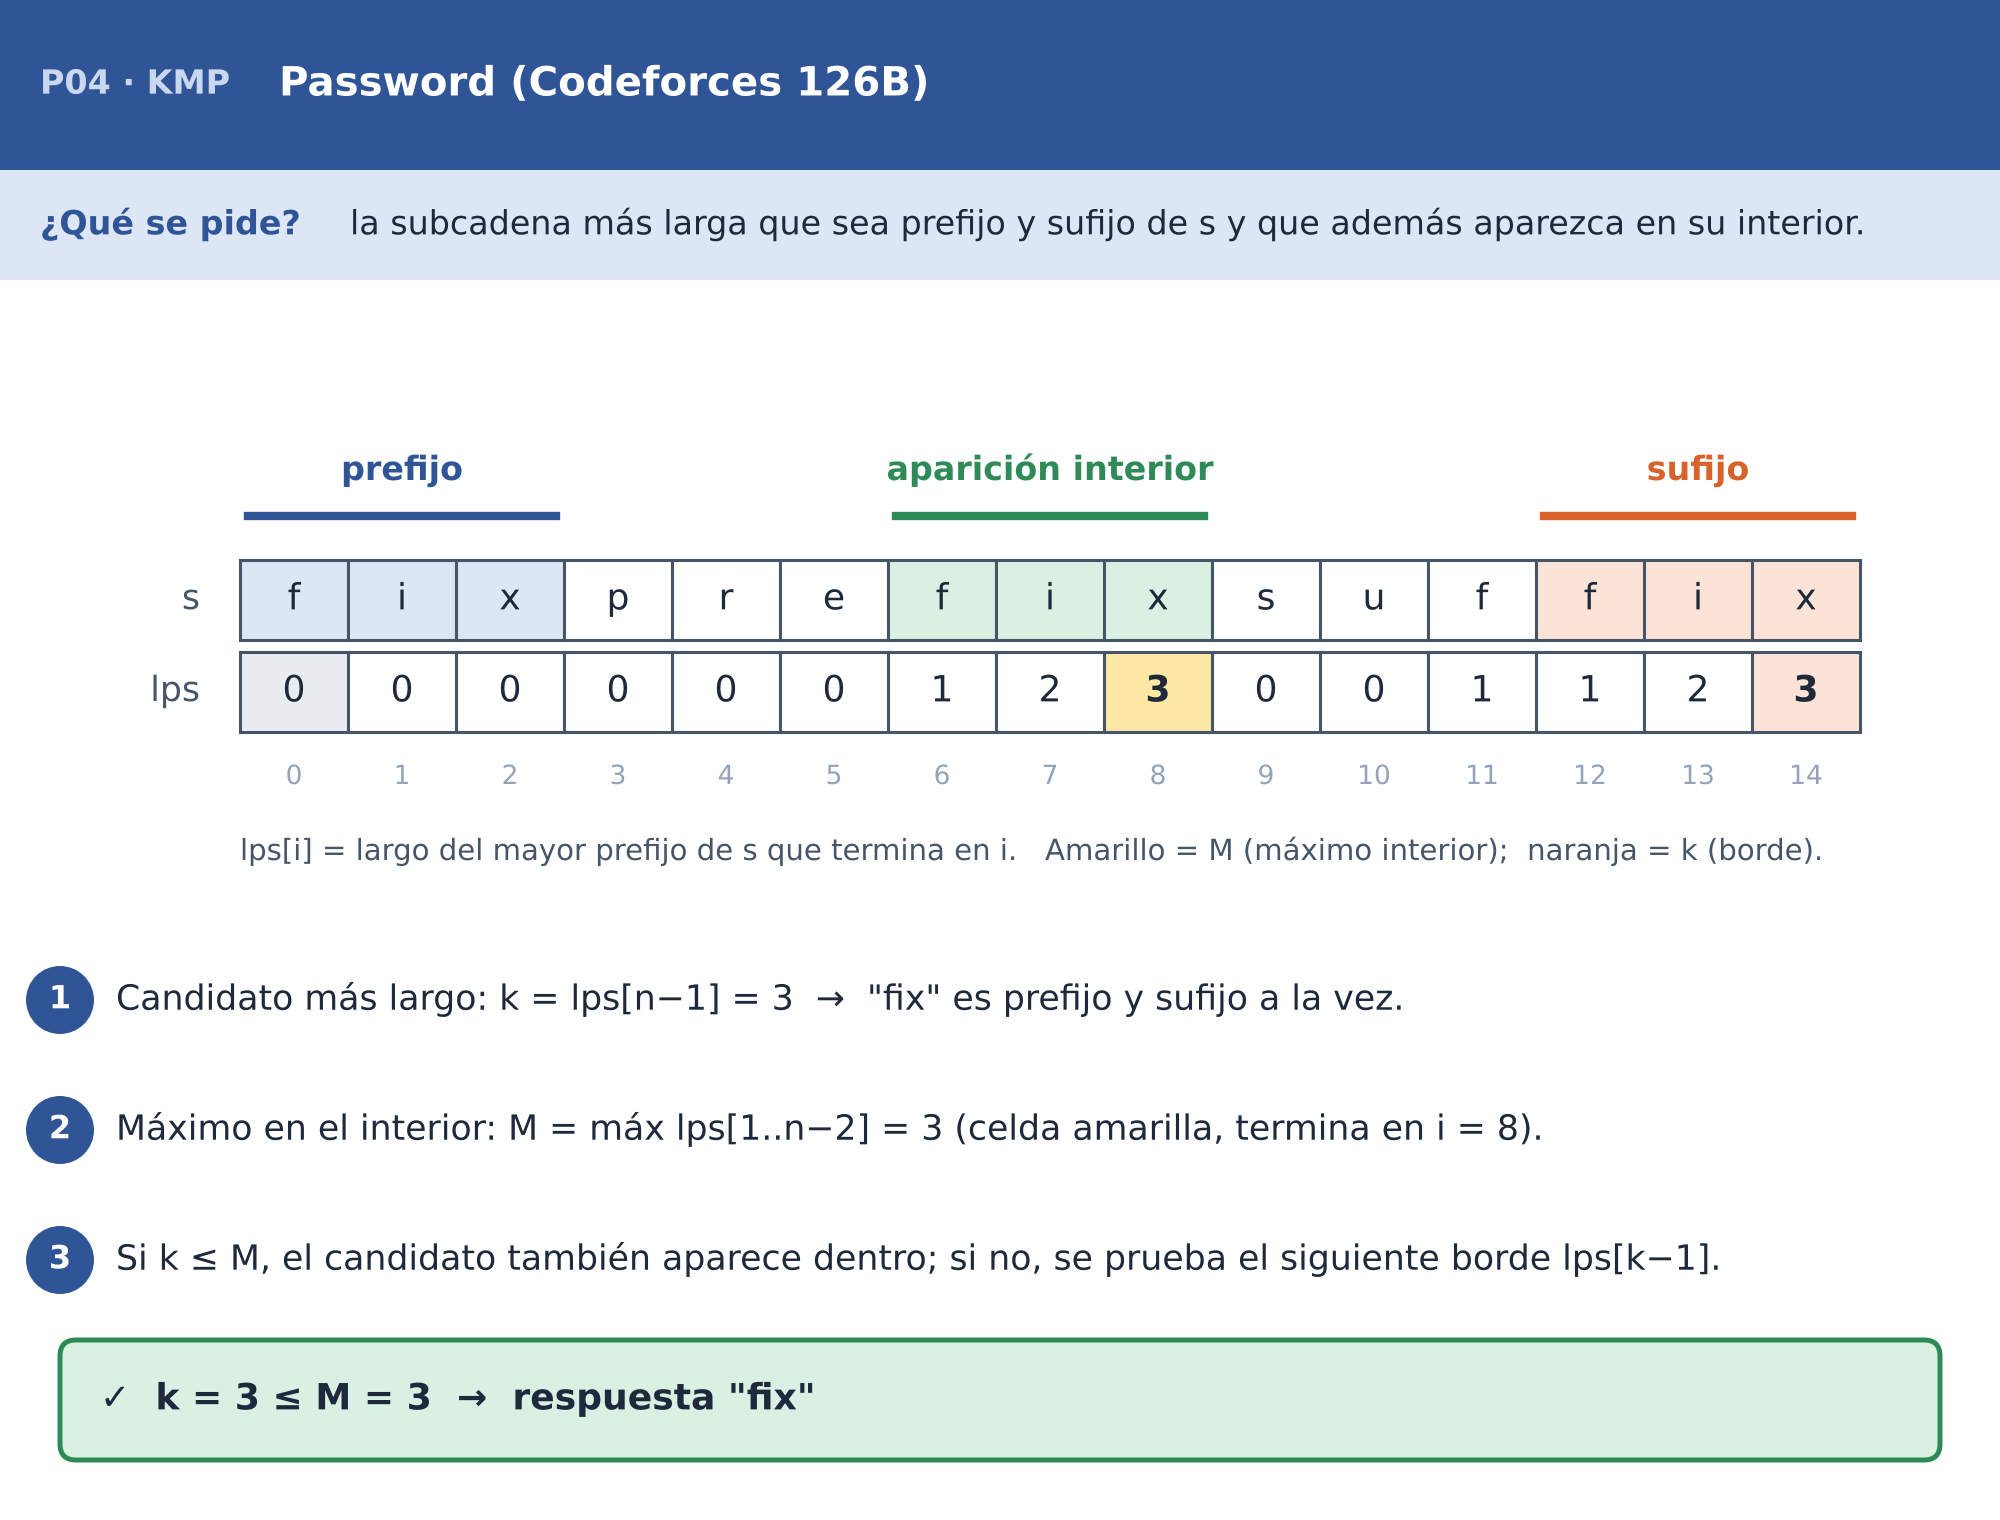 P04 · KMP Password (Codeforces 126B)
¿Qué se pide? la subcadena más larga que sea prefijo y sufijo de s y que además aparezca en su interior.
prefijo aparición interior sufijo
s f i x p r e f i x s u f f i x
lps 0 0 0 0 0 0 1 2 3 0 0 1 1 2 3
0 1 2 3 4 5 6 7 8 9 10 11 12 13 14
lps[i] = largo del mayor prefijo de s que termina en i. Amarillo = M (máximo interior); naranja = k (borde).
1 Candidato más largo: k = lps[n−1] = 3 → "fix" es prefijo y sufijo a la vez.
2 Máximo en el interior: M = máx lps[1..n−2] = 3 (celda amarilla, termina en i = 8).
3 Si k ≤ M, el candidato también aparece dentro; si no, se prueba el siguiente borde lps[k−1].
✓ k = 3 ≤ M = 3 → respuesta "fix"